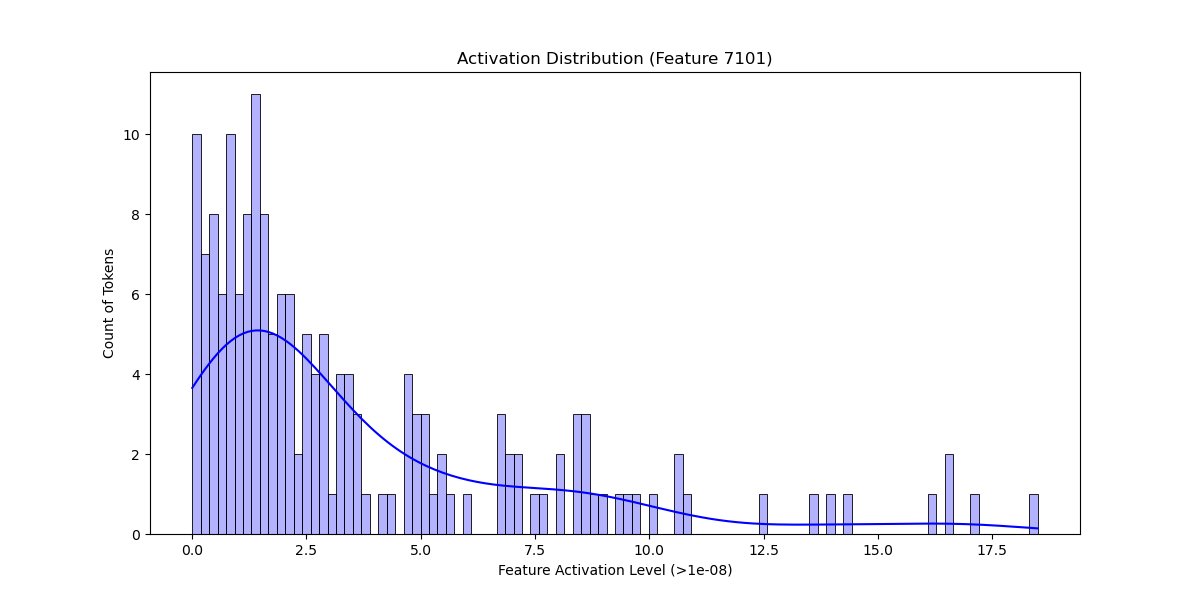 Activation Distribution (Feature 7101)
Count of Tokens
10
8
6
4
2
0
0.0 2.5 5.0 7.5 10.0 12.5 15.0 17.5
Feature Activation Level (>1e-08)